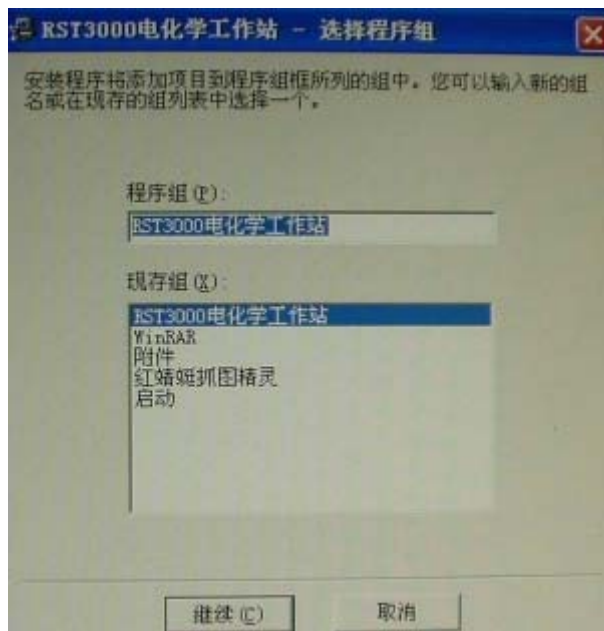 RST3000电化学工作站 - 选择程序组
安装程序将添加项目到程序组框所列的组中。您可以输入新的组
名或在现存的组列表中选择一个。
程序组(P):
RST3000电化学工作站
现存组(X):
RST3000电化学工作站
WinRAR
附件
红蜻蜓抓图精灵
启动
继续(C)
取消